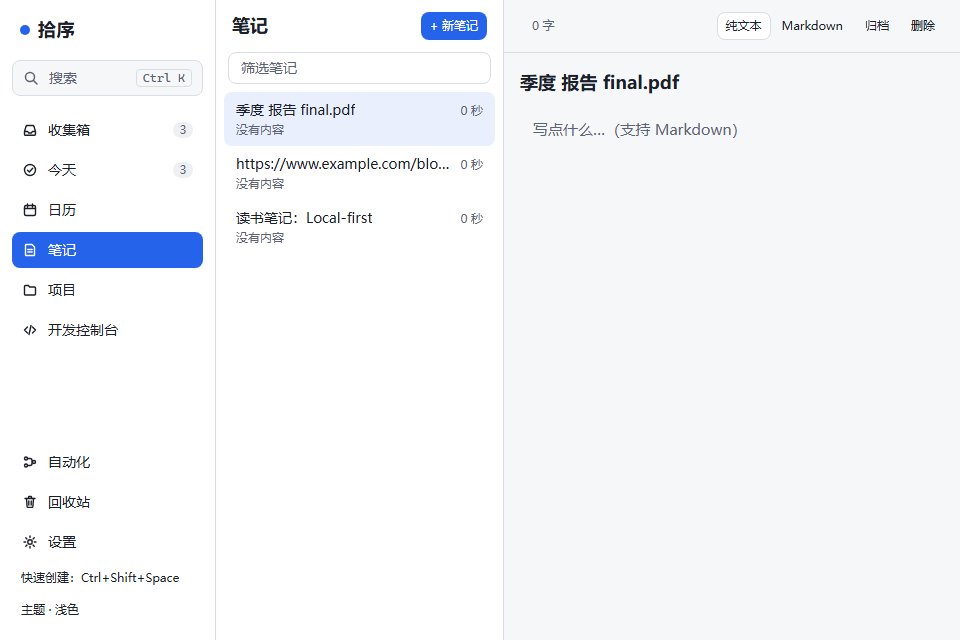 拾序
搜索 Ctrl K
收集箱 3
今天 3
日历
笔记
项目
开发控制台
自动化
回收站
设置
快速创建：Ctrl+Shift+Space
主题 · 浅色
笔记
+ 新笔记
筛选笔记
季度 报告 final.pdf 0 秒
没有内容
https://www.example.com/blo... 0 秒
没有内容
读书笔记：Local-first 0 秒
没有内容
0 字 纯文本 Markdown 归档 删除
季度 报告 final.pdf
写点什么...（支持 Markdown）